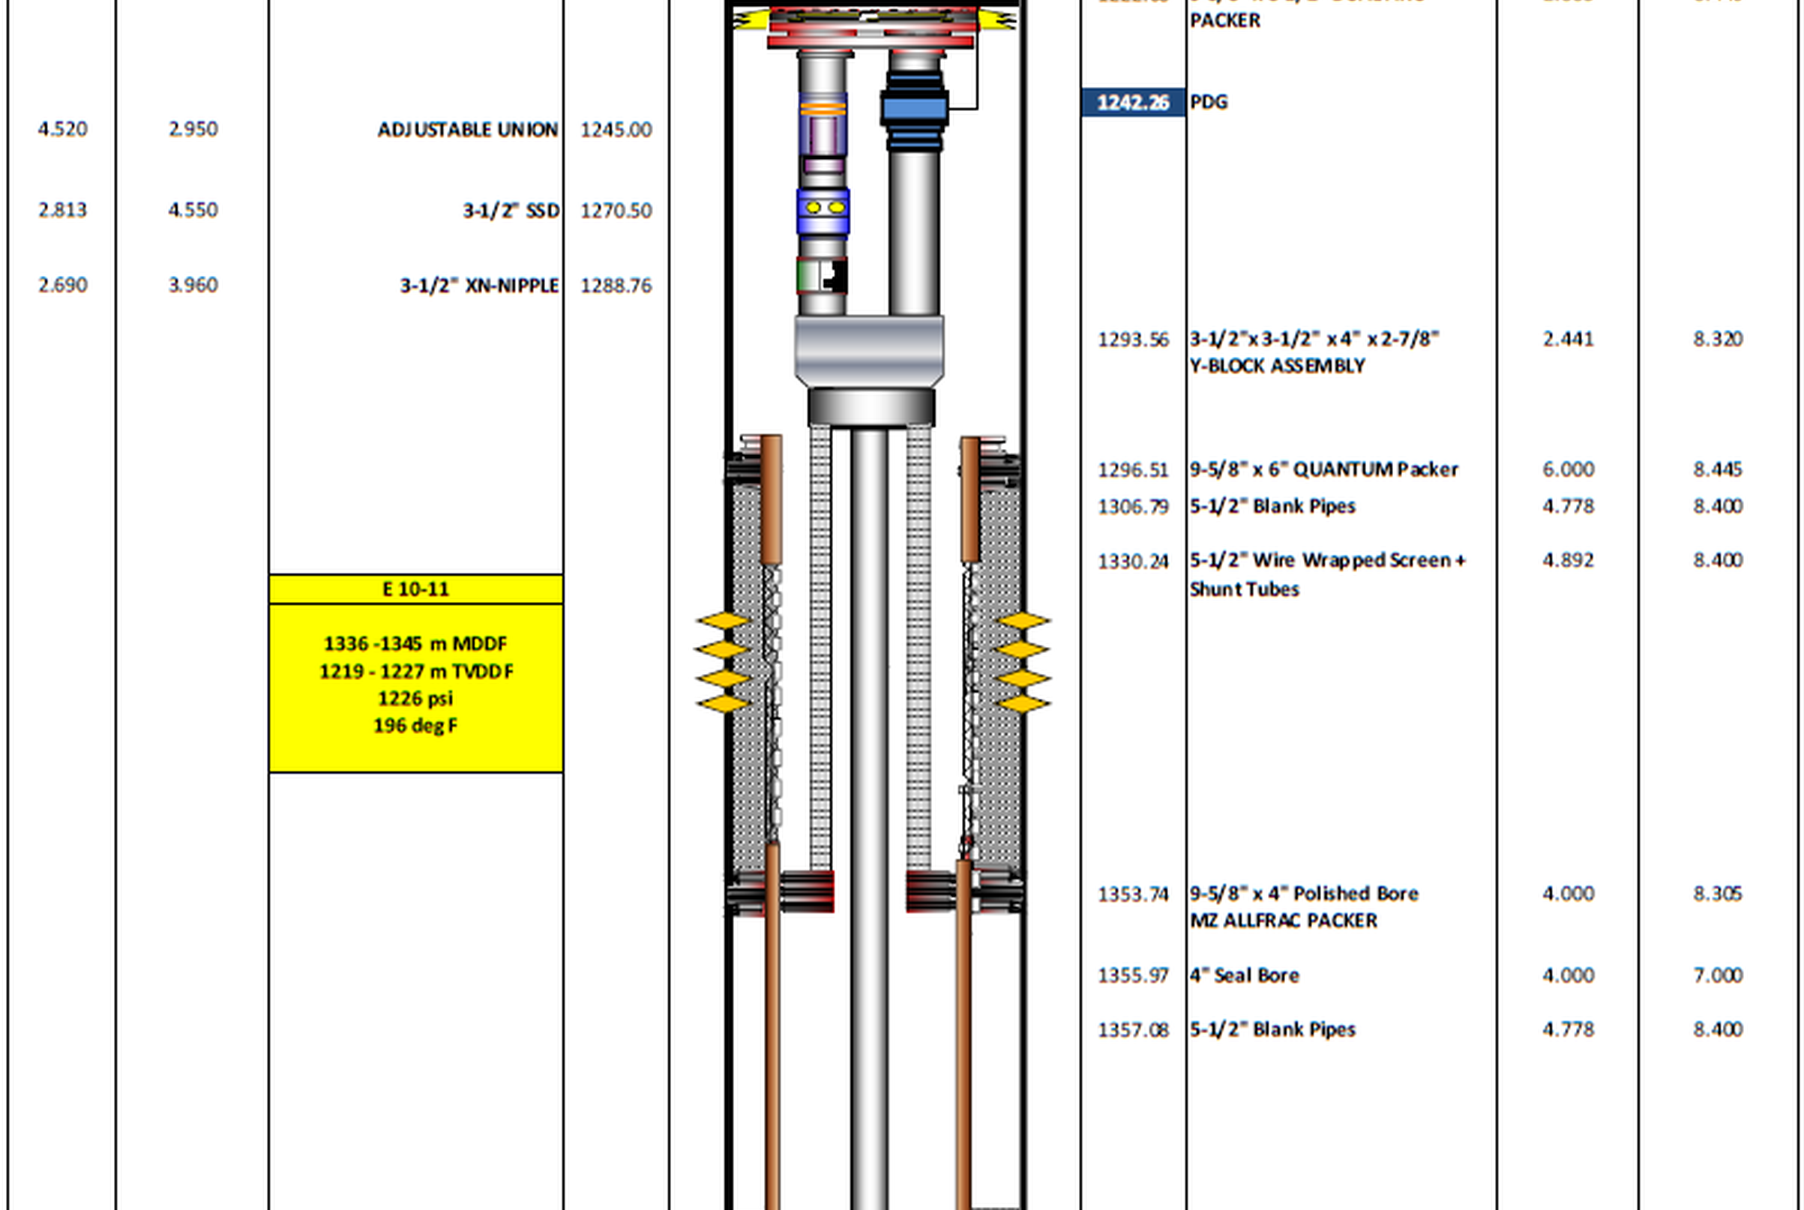 PACKER
1242.26 PDG
4.520 2.950 ADJUSTABLE UNION 1245.00
2.813 4.550 3-1/2" SSD 1270.50
2.690 3.960 3-1/2" XN-NIPPLE 1288.76
1293.56 3-1/2"x 3-1/2" x 4" x 2-7/8" 2.441 8.320
Y-BLOCK ASSEMBLY
1296.51 9-5/8" x 6" QUANTUM Packer 6.000 8.445
1306.79 5-1/2" Blank Pipes 4.778 8.400
1330.24 5-1/2" Wire Wrapped Screen + 4.892 8.400
Shunt Tubes
E 10-11
1336 -1345 m MDDF
1219 - 1227 m TVDDF
1226 psi
196 deg F
1353.74 9-5/8" x 4" Polished Bore 4.000 8.305
MZ ALLFRAC PACKER
1355.97 4" Seal Bore 4.000 7.000
1357.08 5-1/2" Blank Pipes 4.778 8.400